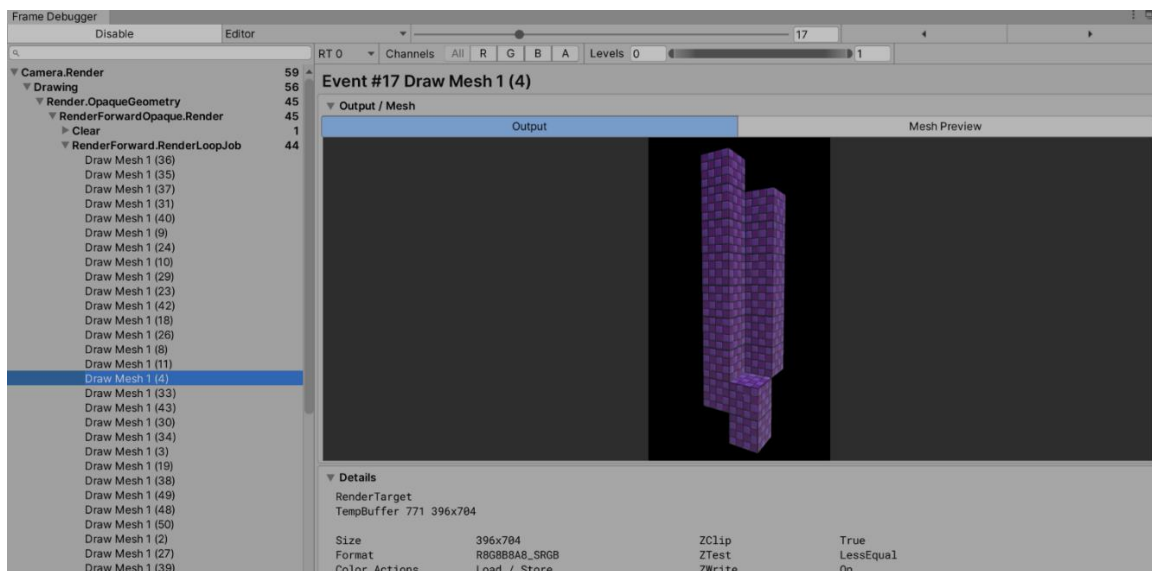 Frame Debugger
Disable Editor 17
RT 0 Channels All R G B A Levels 0 1
Camera.Render 59
Drawing 56
Render.OpaqueGeometry 45
RenderForwardOpaque.Render 45
Clear 1
RenderForward.RenderLoopJob 44
Draw Mesh 1 (36)
Draw Mesh 1 (35)
Draw Mesh 1 (37)
Draw Mesh 1 (31)
Draw Mesh 1 (40)
Draw Mesh 1 (9)
Draw Mesh 1 (24)
Draw Mesh 1 (10)
Draw Mesh 1 (29)
Draw Mesh 1 (23)
Draw Mesh 1 (42)
Draw Mesh 1 (18)
Draw Mesh 1 (26)
Draw Mesh 1 (8)
Draw Mesh 1 (11)
Draw Mesh 1 (4)
Draw Mesh 1 (33)
Draw Mesh 1 (43)
Draw Mesh 1 (30)
Draw Mesh 1 (34)
Draw Mesh 1 (3)
Draw Mesh 1 (19)
Draw Mesh 1 (38)
Draw Mesh 1 (49)
Draw Mesh 1 (48)
Draw Mesh 1 (50)
Draw Mesh 1 (2)
Draw Mesh 1 (27)
Draw Mesh 1 (39)
Event #17 Draw Mesh 1 (4)
Output / Mesh
Output Mesh Preview
Details
RenderTarget
TempBuffer 771 396x704
Size 396x704 ZClip True
Format R8G8B8A8_SRGB ZTest LessEqual
Color Actions Load / Store ZWrite On